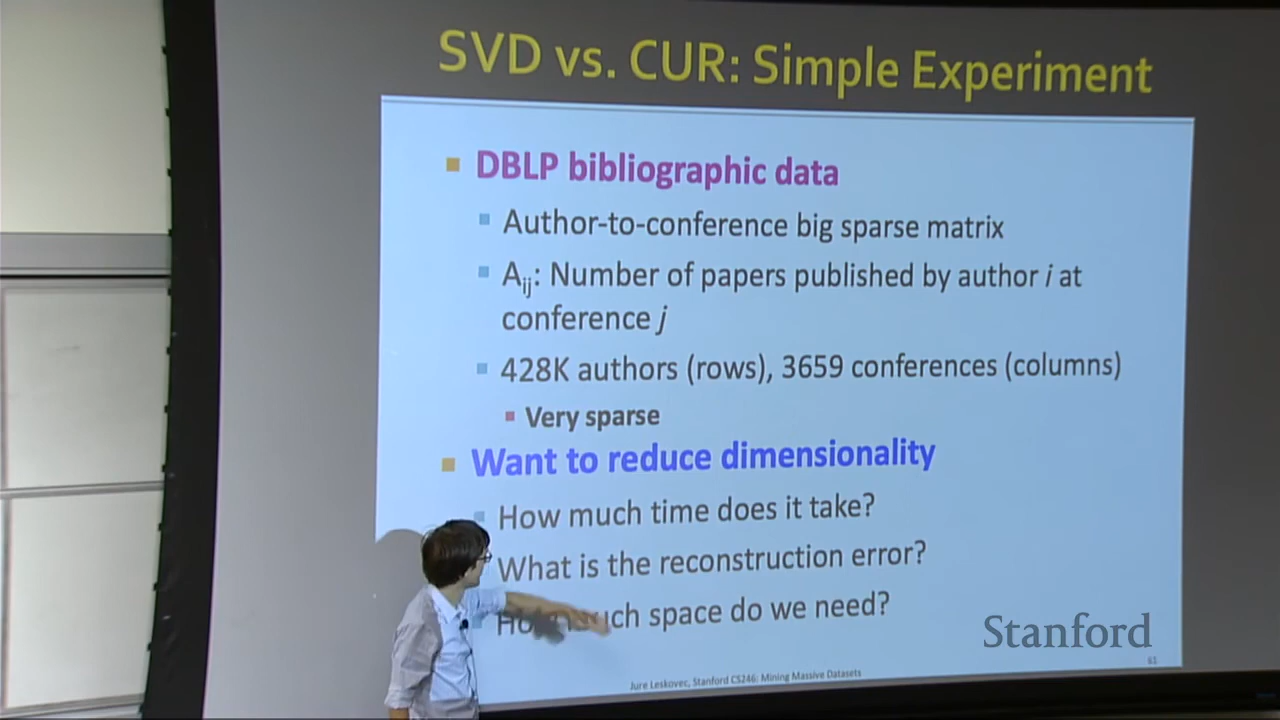 SVD vs. CUR: Simple Experiment
DBLP bibliographic data
Author-to-conference big sparse matrix
Aij: Number of papers published by author i at
conference j
428K authors (rows), 3659 conferences (columns)
Very sparse
Want to reduce dimensionality
How much time does it take?
What is the reconstruction error?
space do we need?
Stanford
Jure Leskovec, Stanford CS246: Mining Massive Datasets
61